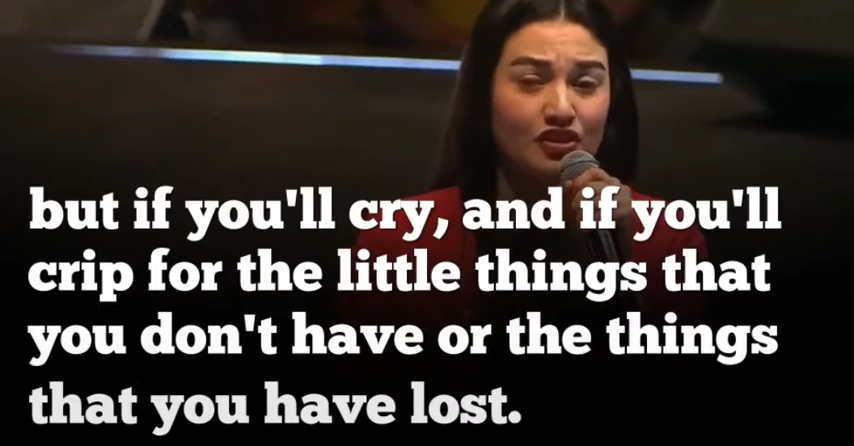 but if you'll cry, and if you'll
crip for the little things that
you don't have or the things
that you have lost.